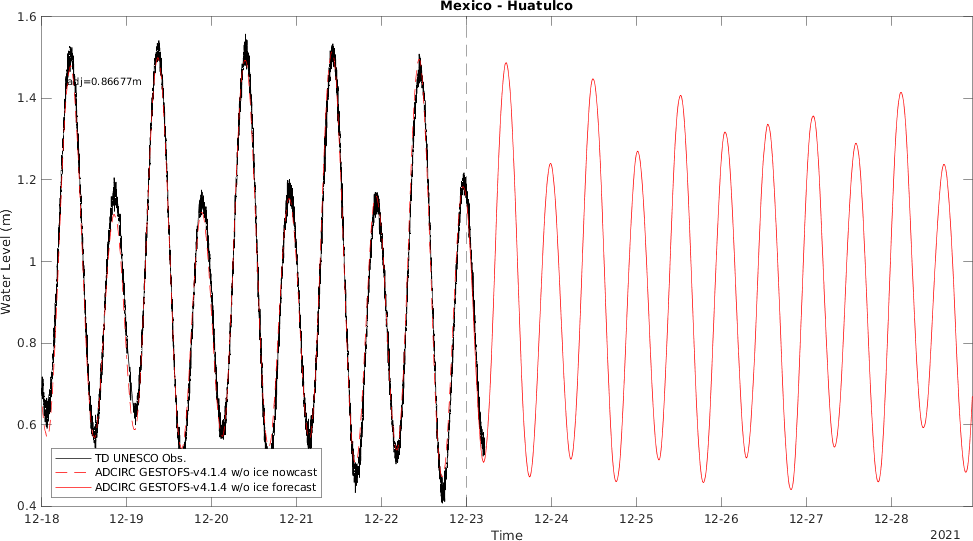 Mexico - Huatulco
adj=0.86677m
Water Level (m)
1.6
1.4
1.2
1
0.8
0.6
0.4
TD UNESCO Obs.
ADCIRC GESTOFS-v4.1.4 w/o ice nowcast
ADCIRC GESTOFS-v4.1.4 w/o ice forecast
12-18 12-19 12-20 12-21 12-22 12-23 12-24 12-25 12-26 12-27 12-28
Time
2021